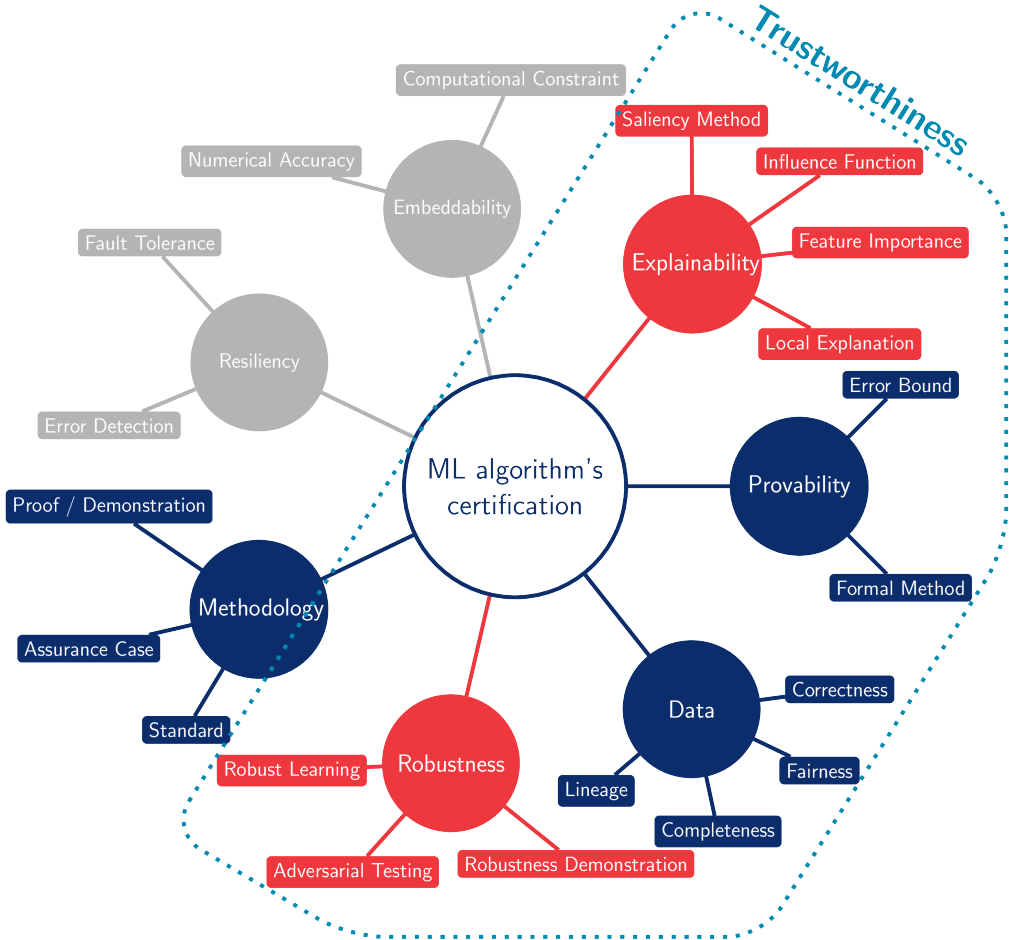 Trustworthiness
Computational Constraint
Numerical Accuracy
Embeddability
Fault Tolerance
Resiliency
Error Detection
Saliency Method
Influence Function
Explainability
Feature Importance
Local Explanation
ML algorithm's
certification
Error Bound
Provability
Formal Method
Proof / Demonstration
Methodology
Assurance Case
Standard
Data
Correctness
Fairness
Lineage
Completeness
Robustness
Robust Learning
Adversarial Testing
Robustness Demonstration